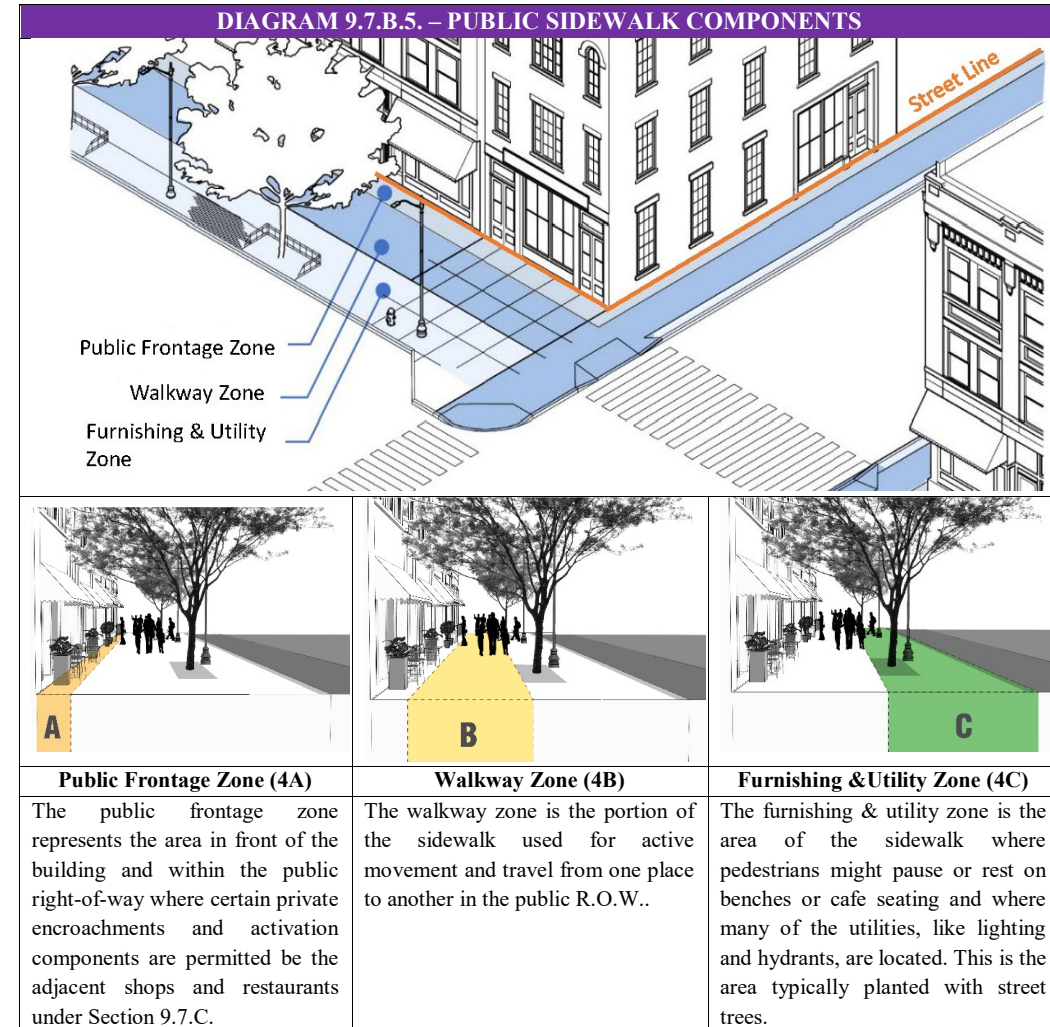 DIAGRAM 9.7.B.5. – PUBLIC SIDEWALK COMPONENTS
Street Line
Public Frontage Zone
Walkway Zone
Furnishing & Utility
Zone
A
B
C
Public Frontage Zone (4A)
The public frontage zone
represents the area in front of the
building and within the public
right-of-way where certain private
encroachments and activation
components are permitted be the
adjacent shops and restaurants
under Section 9.7.C.
Walkway Zone (4B)
The walkway zone is the portion of
the sidewalk used for active
movement and travel from one place
to another in the public R.O.W..
Furnishing &Utility Zone (4C)
The furnishing & utility zone is the
area of the sidewalk where
pedestrians might pause or rest on
benches or cafe seating and where
many of the utilities, like lighting
and hydrants, are located. This is the
area typically planted with street
trees.